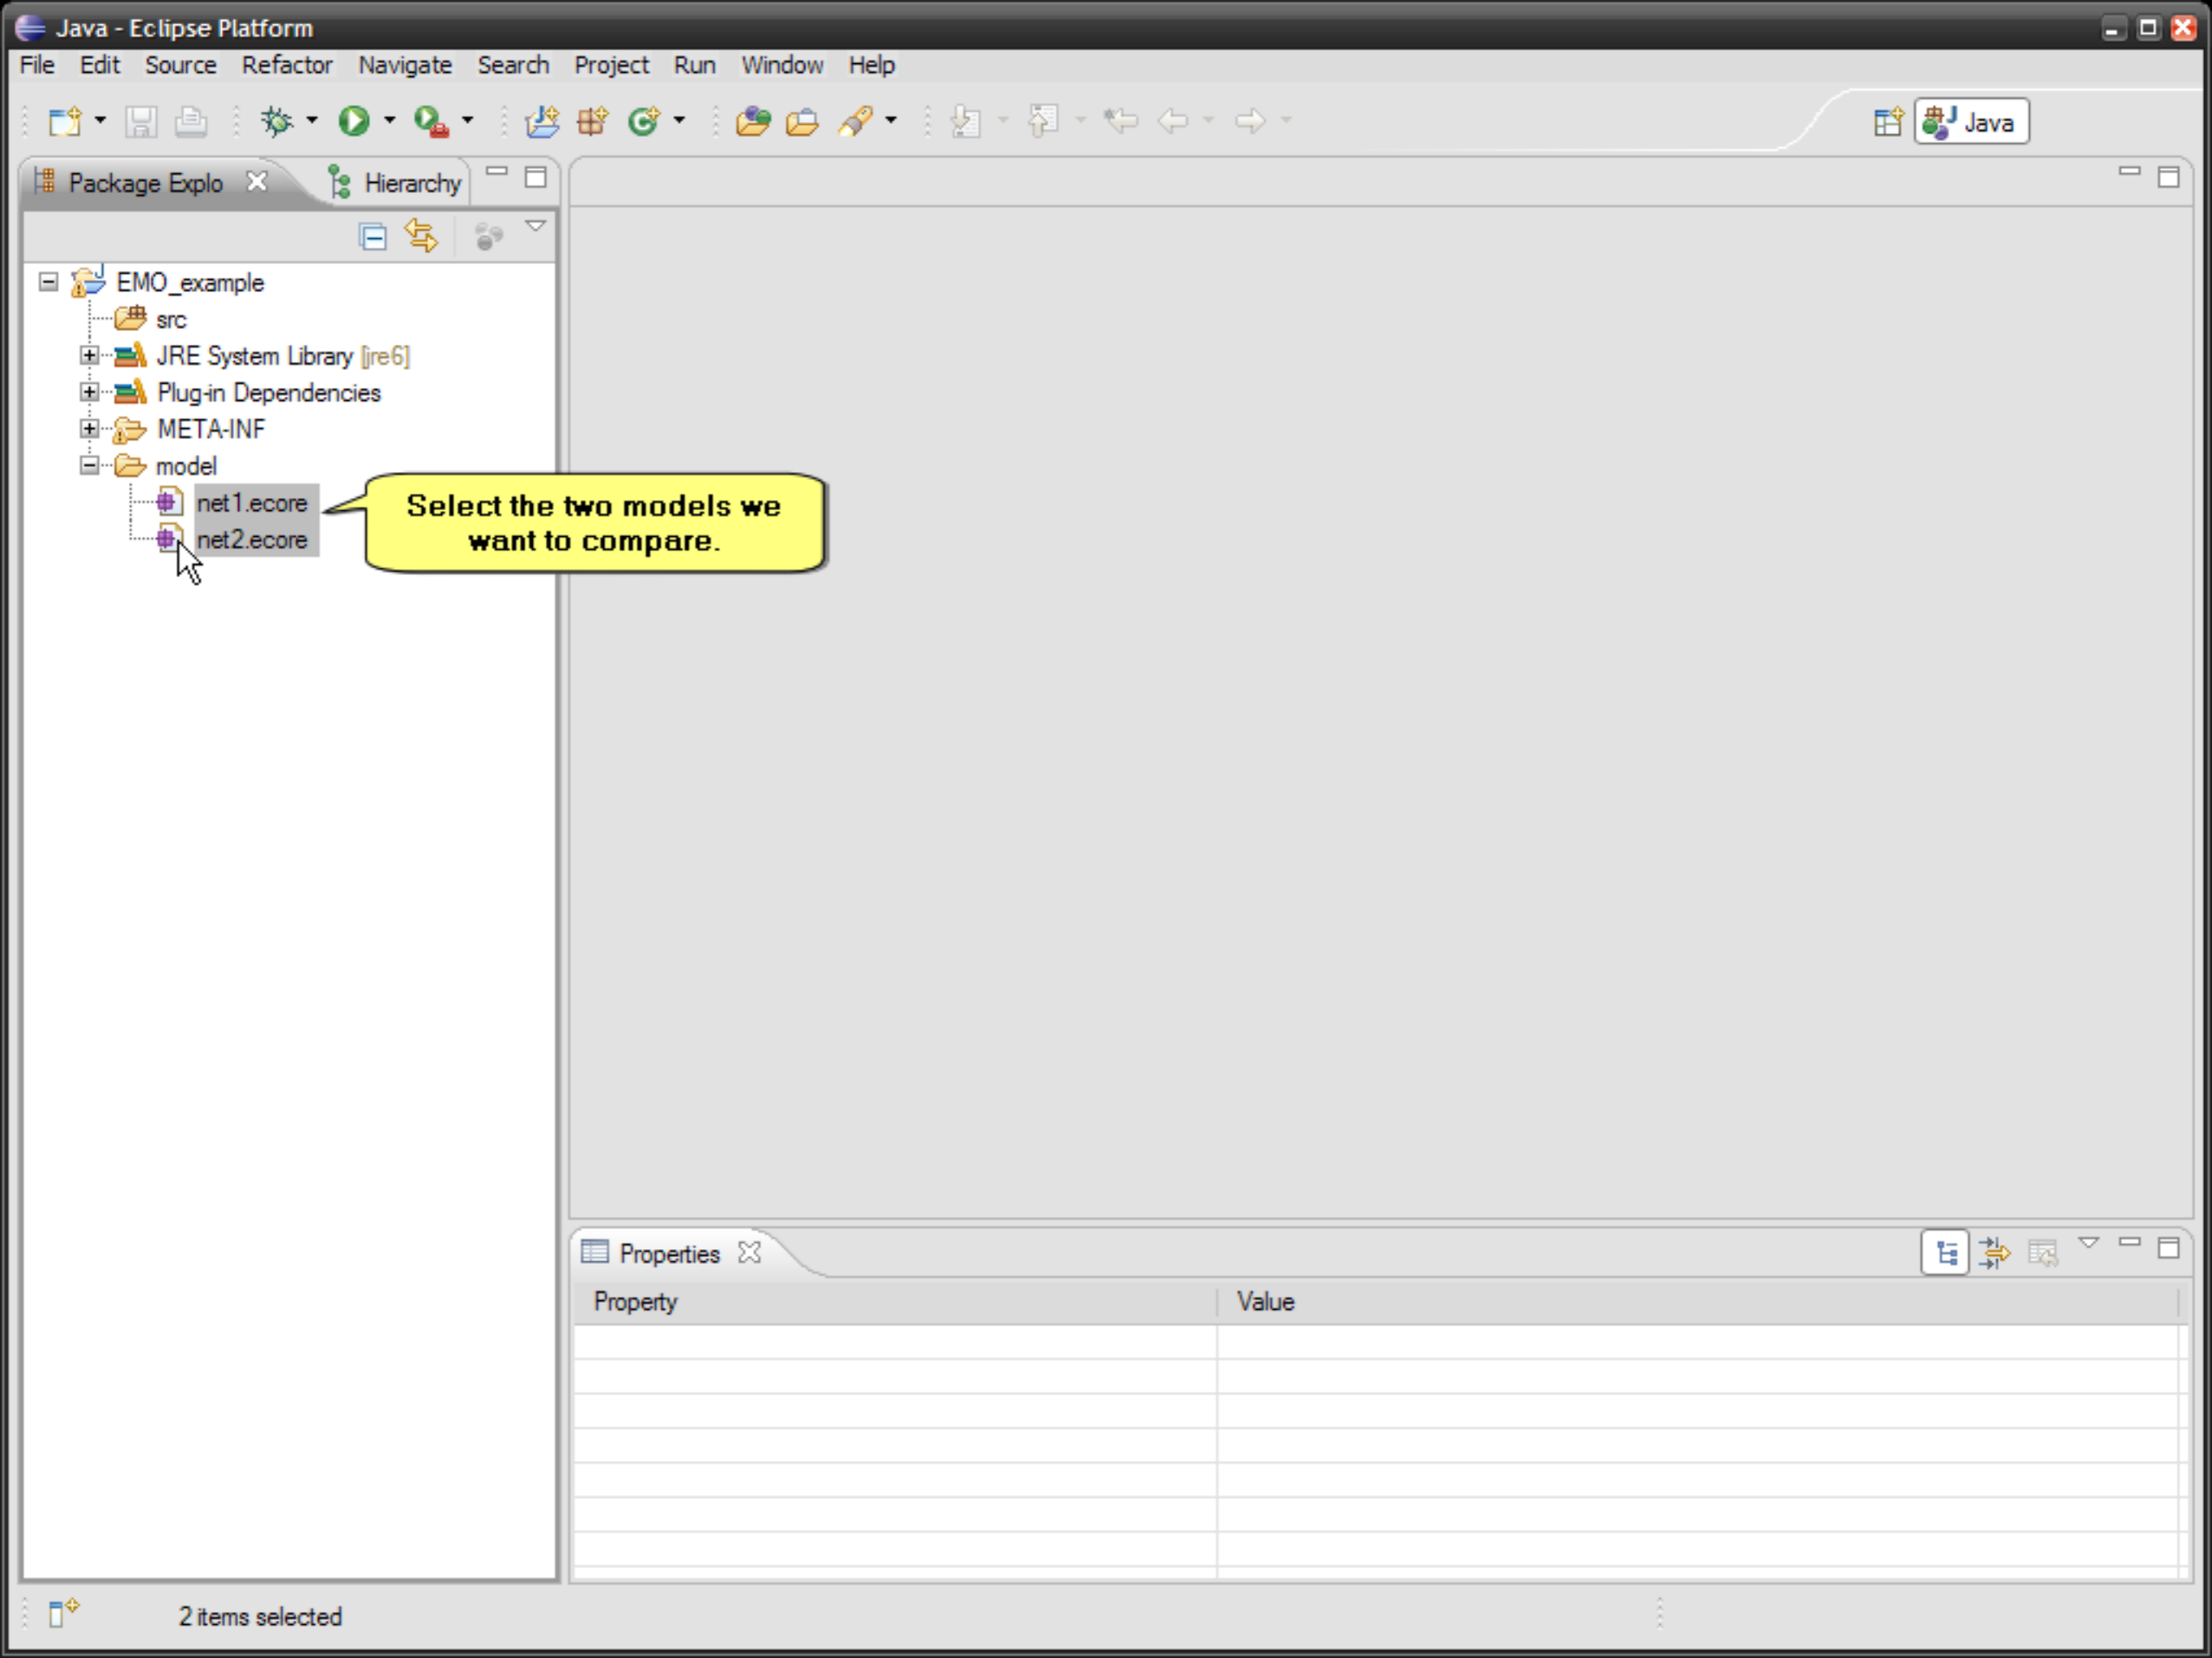 Java - Eclipse Platform
File Edit Source Refactor Navigate Search Project Run Window Help
Java
Package Explo Hierarchy
EMO_example
src
JRE System Library [jre6]
Plug-in Dependencies
META-INF
model
net1.ecore
net2.ecore
Select the two models we
want to compare.
Properties
Property Value
2 items selected